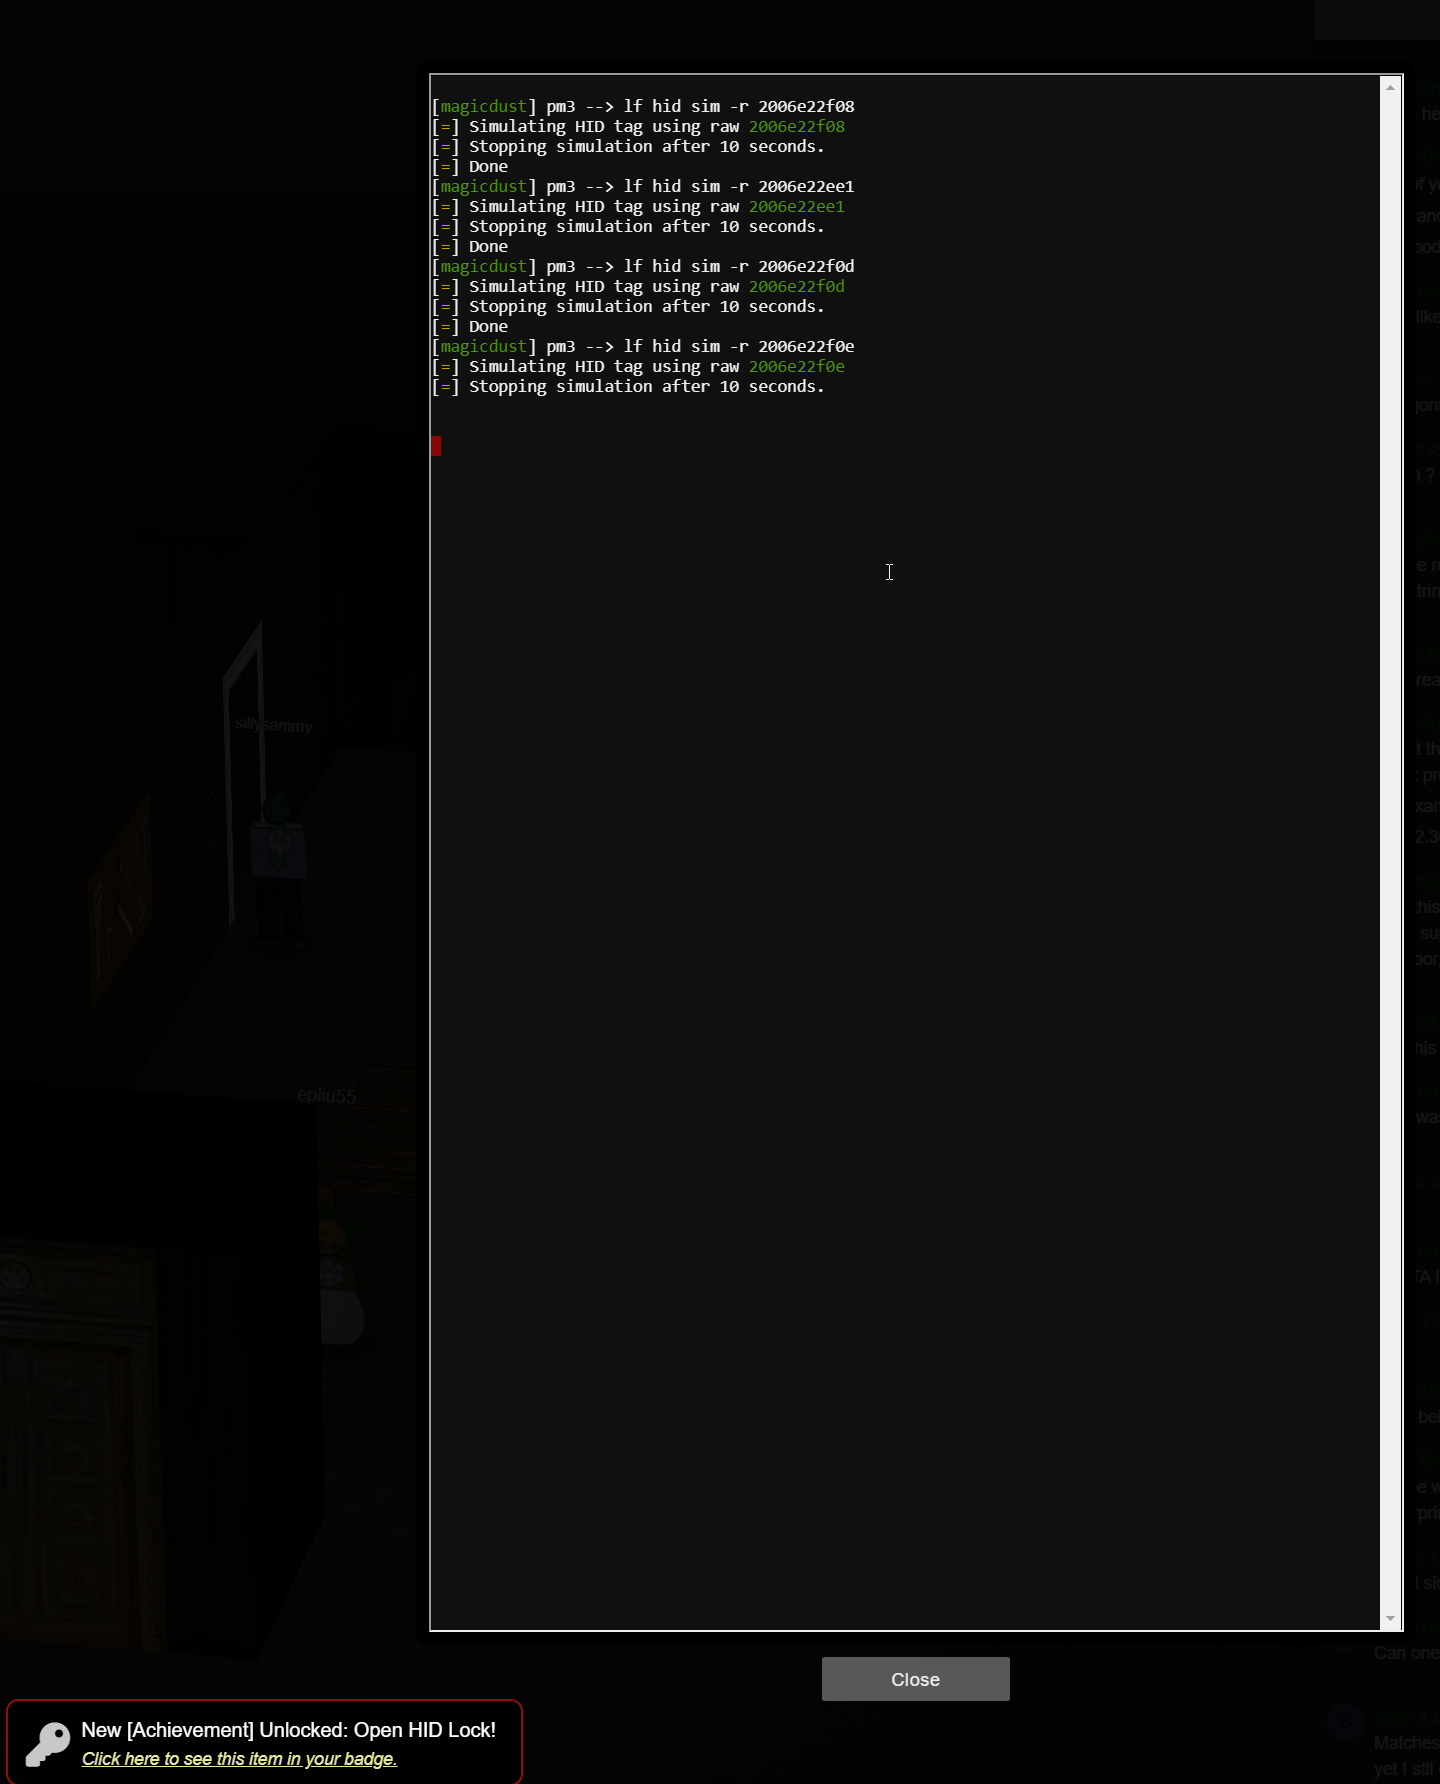 [magicdust] pm3 --> lf hid sim -r 2006e22f08
[=] Simulating HID tag using raw 2006e22f08
[=] Stopping simulation after 10 seconds.
[=] Done
[magicdust] pm3 --> lf hid sim -r 2006e22ee1
[=] Simulating HID tag using raw 2006e22ee1
[=] Stopping simulation after 10 seconds.
[=] Done
[magicdust] pm3 --> lf hid sim -r 2006e22f0d
[=] Simulating HID tag using raw 2006e22f0d
[=] Stopping simulation after 10 seconds.
[=] Done
[magicdust] pm3 --> lf hid sim -r 2006e22f0e
[=] Simulating HID tag using raw 2006e22f0e
[=] Stopping simulation after 10 seconds.
sillysammy
epliu55
Can one
Close
New [Achievement] Unlocked: Open HID Lock!
Click here to see this item in your badge.
Matches
yet I still